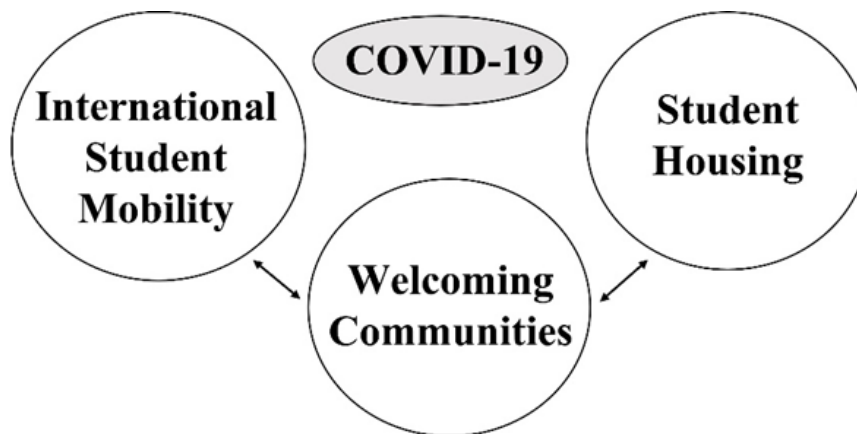 COVID-19
International
Student
Mobility
Student
Housing
Welcoming
Communities